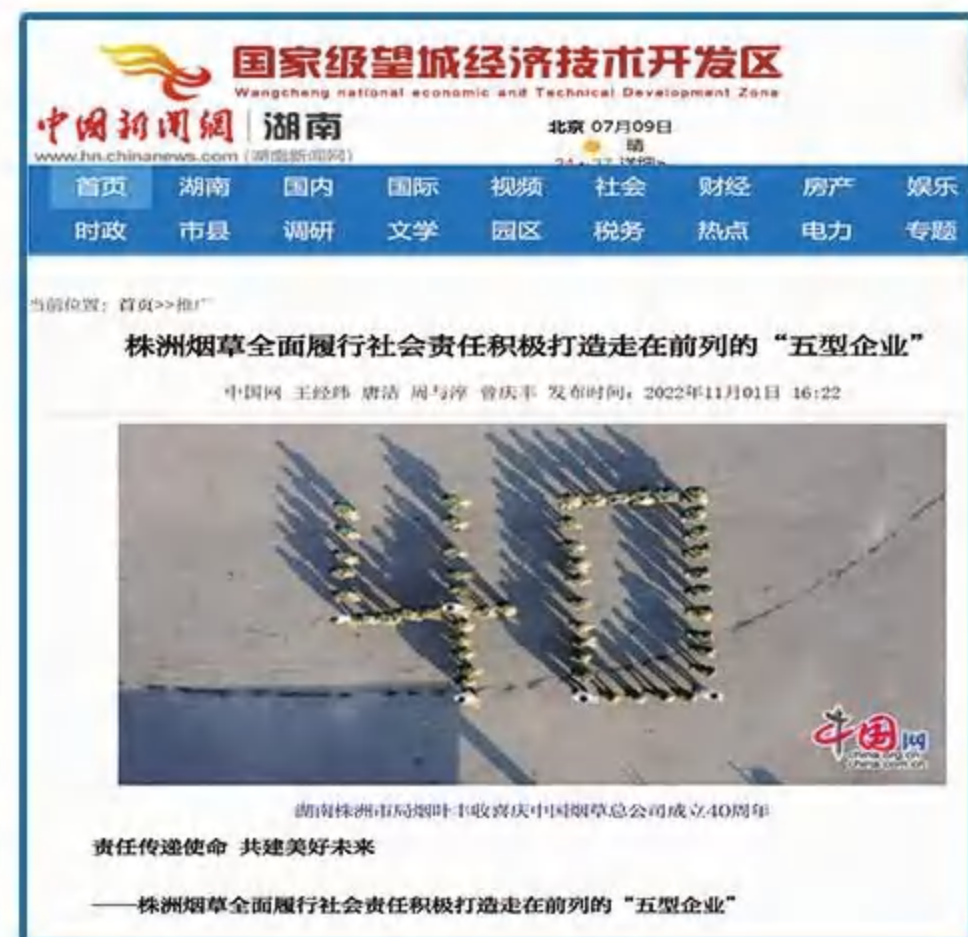 国家级望城经济技术开发区
Wangcheng national economic and Technical Development Zone
中国新闻网 湖南
www.hn.chinanews.com (湖南新闻网)
北京 07月09日
晴
首页 湖南 国内 国际 视频 社会 财经 房产 娱乐
时政 市县 调研 文学 园区 税务 热点 电力 专题
当前位置：首页>>推广
株洲烟草全面履行社会责任积极打造走在前列的“五型企业”
中国网 王经纬 唐洁 周与淳 曾庆丰 发布时间：2022年11月01日 16:22
中国网
china.org.cn
china.com.cn
湖南株洲市局烟叶丰收喜庆中国烟草总公司成立40周年
责任传递使命 共建美好未来
——株洲烟草全面履行社会责任积极打造走在前列的“五型企业”